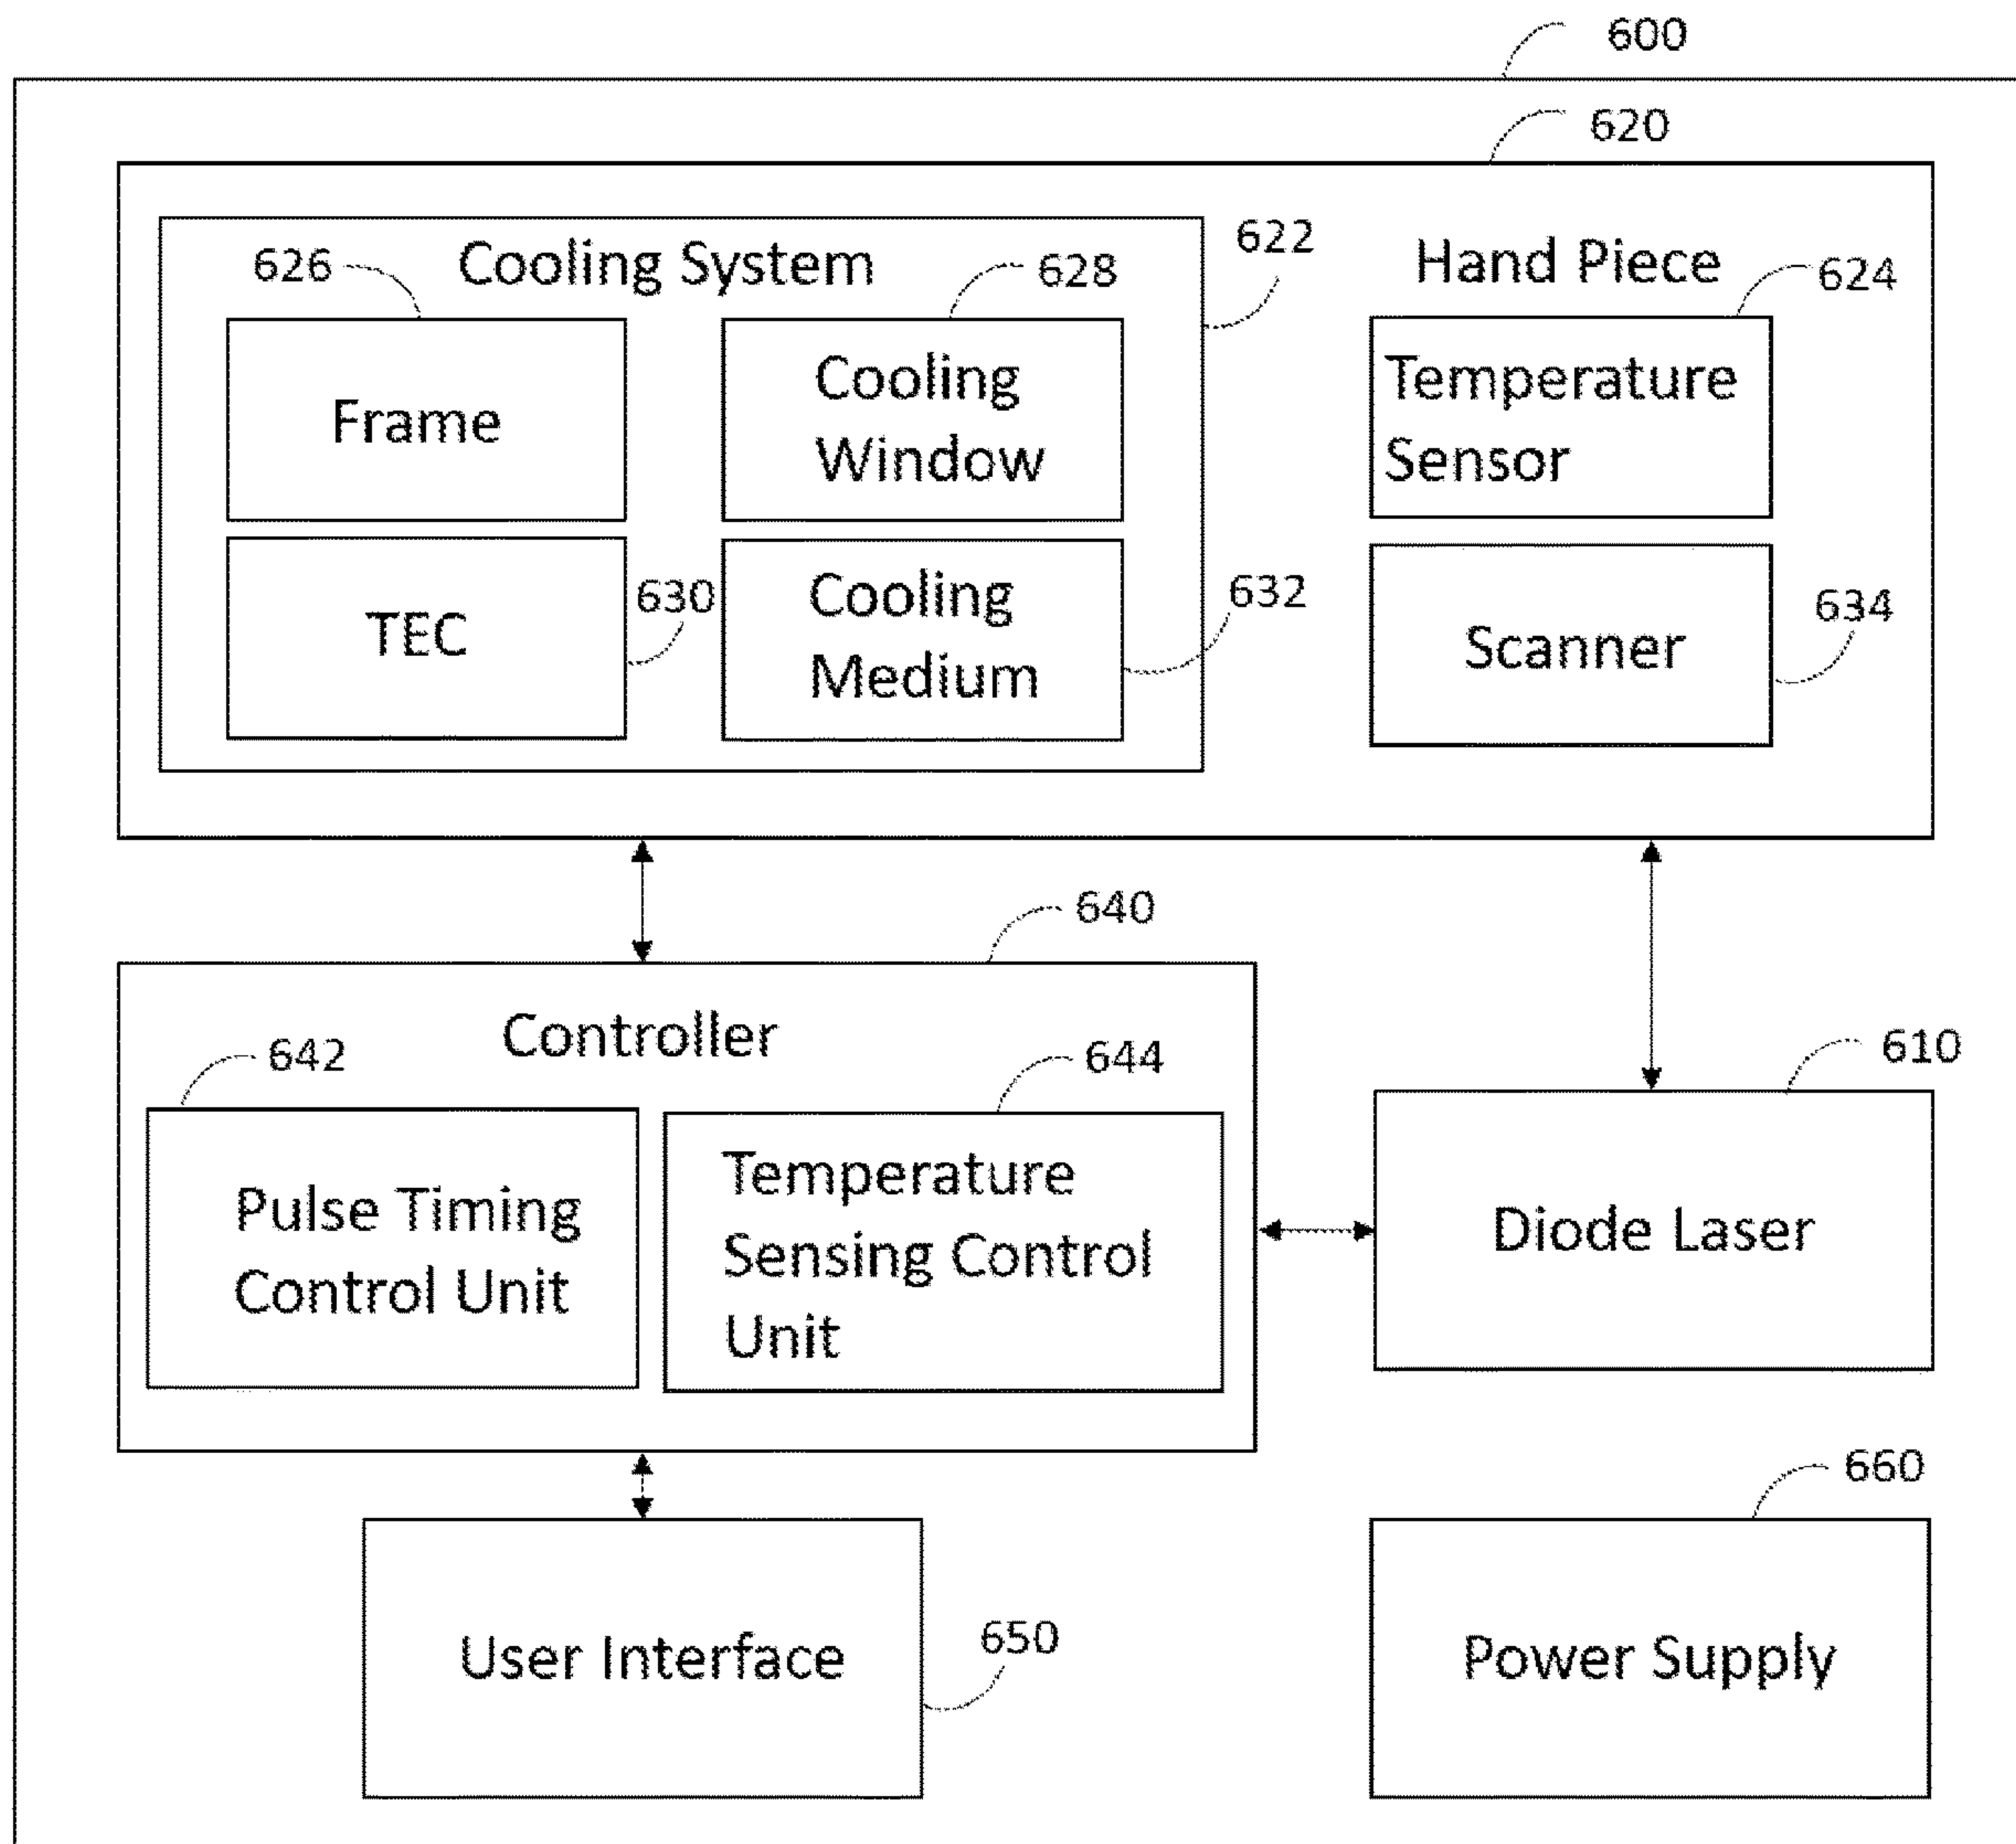 600
620
Cooling System
622
Hand Piece
626
628
624
Frame
Cooling
Window
Temperature
Sensor
TEC
630
Cooling
Medium
632
Scanner
634
640
Controller
642
644
610
Pulse Timing
Control Unit
Temperature
Sensing Control
Unit
Diode Laser
660
User Interface
650
Power Supply